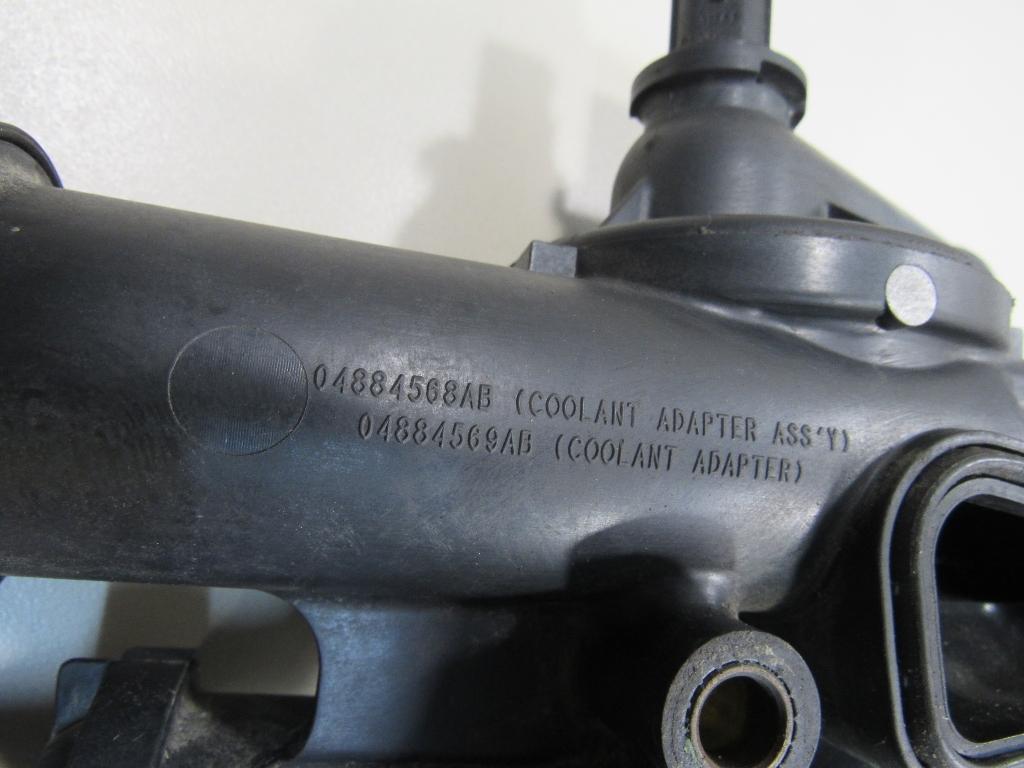 04884568AB (COOLANT ADAPTER ASS'Y)
04884569AB (COOLANT ADAPTER)